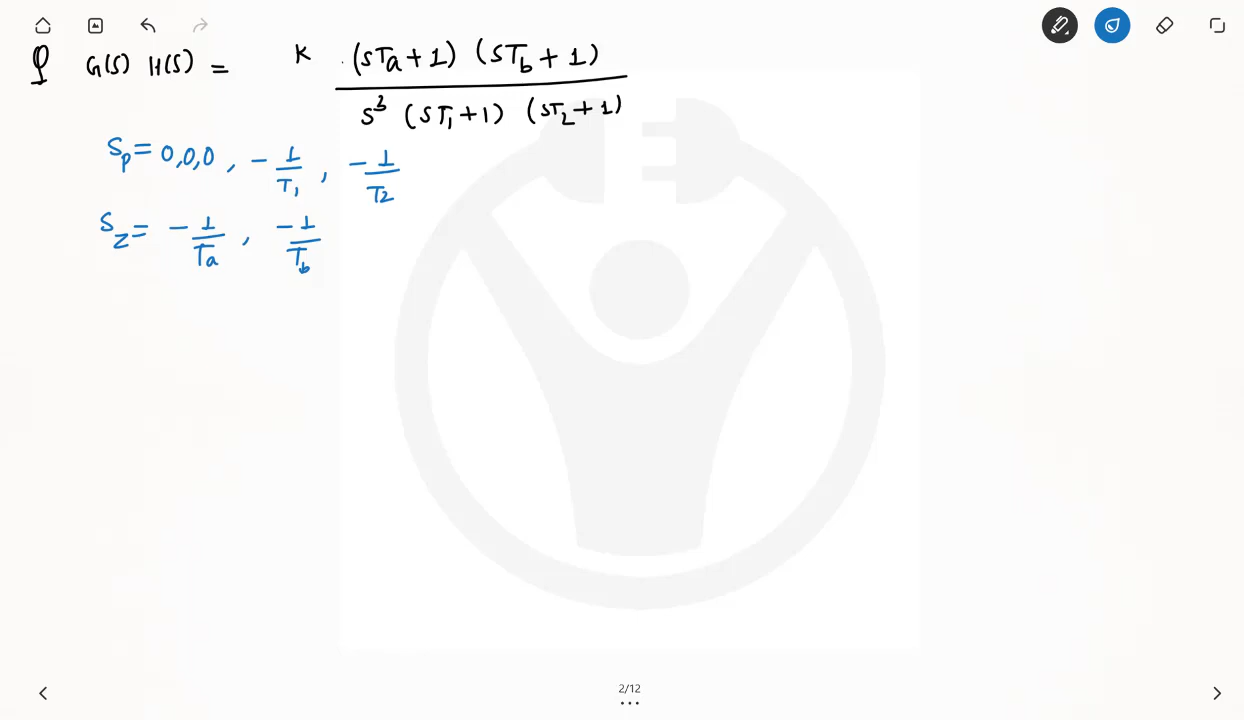 Q G(s) H(s) = K (sTa+1) (sTb+1)
s³ (sT₁+1) (sT₂+1)
Sp = 0,0,0, -1/T₁, -1/T2
Sz = -1/Ta, -1/Tb
2/12